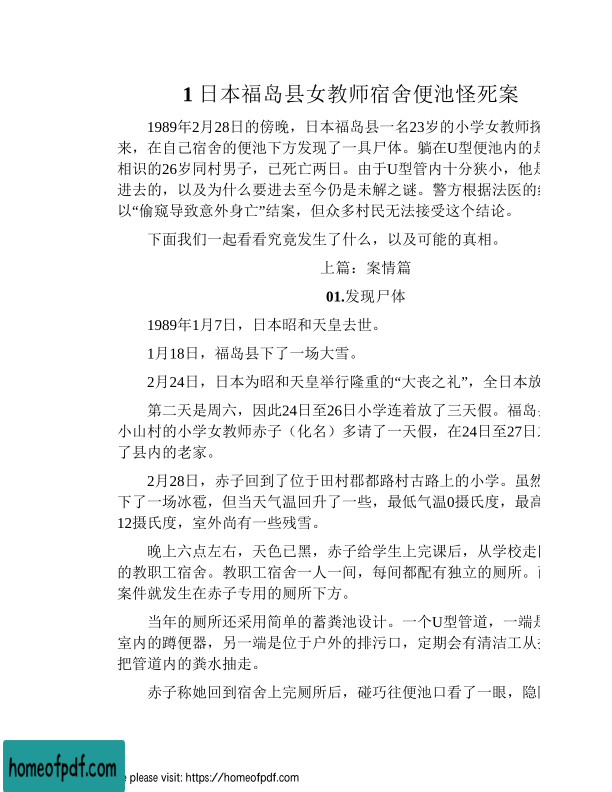 1 日本福岛县女教师宿舍便池怪死案
1989年2月28日的傍晚，日本福岛县一名23岁的小学女教师探
来，在自己宿舍的便池下方发现了一具尸体。躺在U型便池内的是
相识的26岁同村男子，已死亡两日。由于U型管内十分狭小，他是
进去的，以及为什么要进去至今仍是未解之谜。警方根据法医的
以“偷窥导致意外身亡”结案，但众多村民无法接受这个结论。
下面我们一起看看究竟发生了什么，以及可能的真相。
上篇：案情篇
01.发现尸体
1989年1月7日，日本昭和天皇去世。
1月18日，福岛县下了一场大雪。
2月24日，日本为昭和天皇举行隆重的“大丧之礼”，全日本放
第二天是周六，因此24日至26日小学连着放了三天假。福岛
小山村的小学女教师赤子（化名）多请了一天假，在24日至27日
了县内的老家。
2月28日，赤子回到了位于田村郡都路村古路上的小学。虽然
下了一场冰雹，但当天气温回升了一些，最低气温0摄氏度，最高
12摄氏度，室外尚有一些残雪。
晚上六点左右，天色已黑，赤子给学生上完课后，从学校走回
的教职工宿舍。教职工宿舍一人一间，每间都配有独立的厕所。而
案件就发生在赤子专用的厕所下方。
当年的厕所还采用简单的蓄粪池设计。一个U型管道，一端是
室内的蹲便器，另一端是位于户外的排污口，定期会有清洁工从
把管道内的粪水抽走。
赤子称她回到宿舍上完厕所后，碰巧往便池口看了一眼，隐
homeofpdf.com
please visit: https://homeofpdf.com